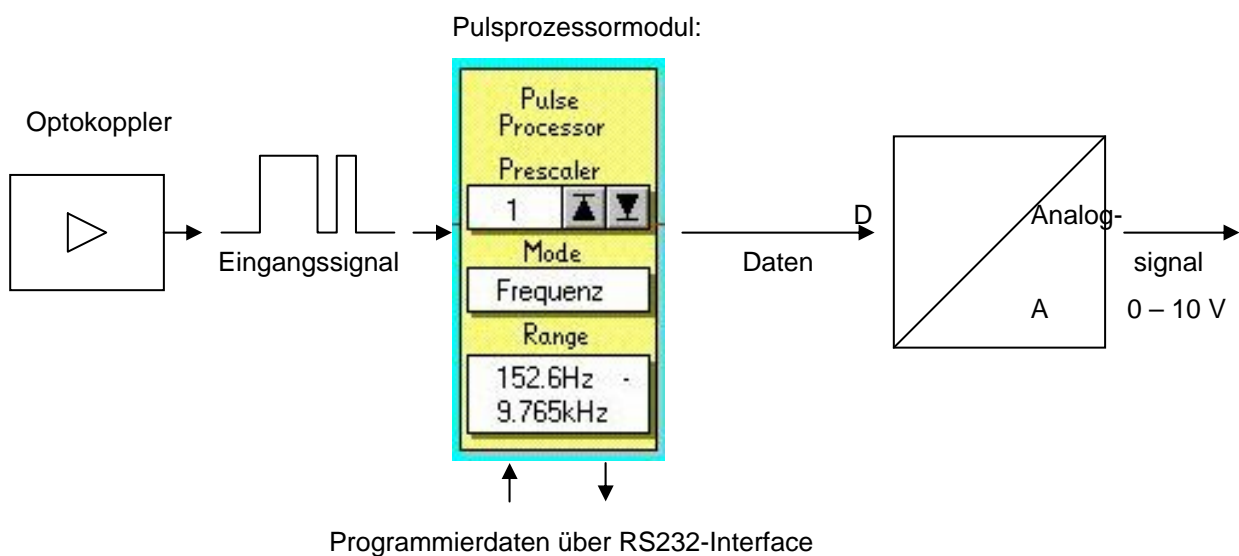 Pulsprozessormodul:
Optokoppler
Eingangssignal
Pulse
Processor
Prescaler
1
Mode
Frequenz
Range
152.6Hz -
9.765kHz
Daten
D
A
Analog-
signal
0 – 10 V
Programmierdaten über RS232-Interface